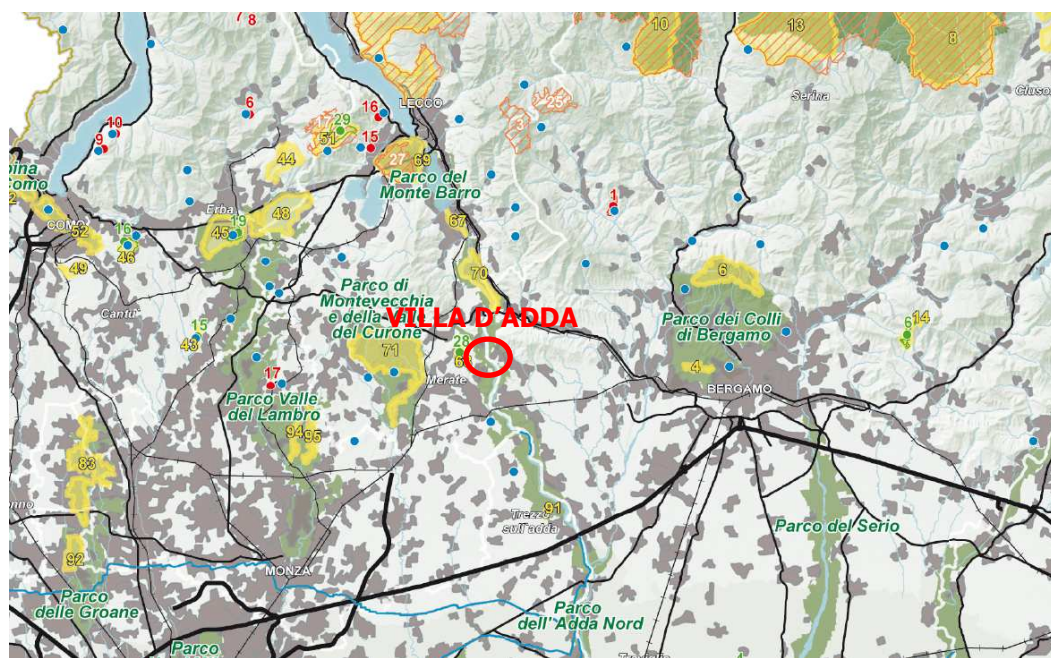 7
8
10
13
8
Serina
Cluso
LECCO
6
16
25
29
3
51
15
10
9
27
69
44
Parco del
Monte Barro
1
Erba
48
67
COMO
52
16
46
19
45
49
6
70
Parco di
Montevecchia
e della
del Curone
VILLA D'ADDA
Cantù
15
43
Parco dei Colli
di Bergamo
14
6
71
28
4
Merate
BERGAMO
17
Parco Valle
del Lambro
94
95
83
91
Trezzo
sull'adda
Parco del Serio
92
MONZA
Parco
delle Groane
Parco
dell'Adda Nord
Parco